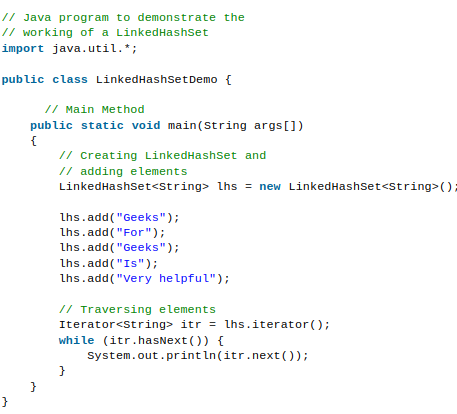 // Java program to demonstrate the
// working of a LinkedHashSet
import java.util.*;
public class LinkedHashSetDemo {
// Main Method
public static void main(String args[])
{
// Creating LinkedHashSet and
// adding elements
LinkedHashSet<String> lhs = new LinkedHashSet<String>();
lhs.add("Geeks");
lhs.add("For");
lhs.add("Geeks");
lhs.add("Is");
lhs.add("Very helpful");
// Traversing elements
Iterator<String> itr = lhs.iterator();
while (itr.hasNext()) {
System.out.println(itr.next());
}
}
}